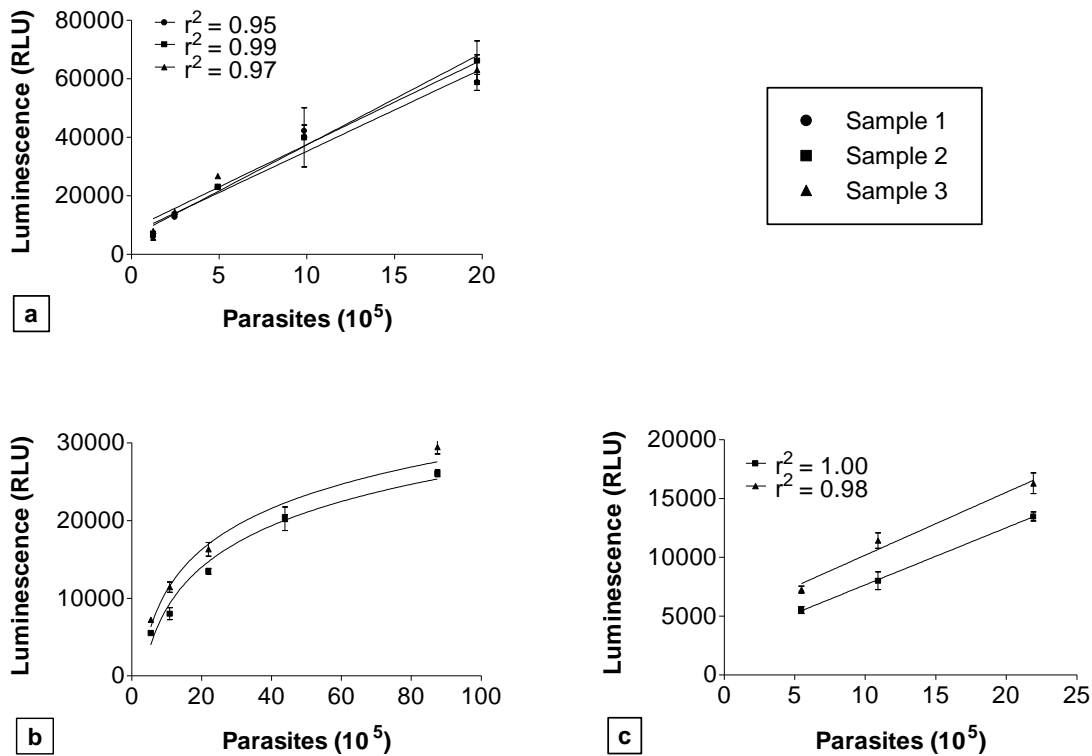 80000
60000
40000
20000
0
Luminescence (RLU)
r² = 0.95
r² = 0.99
r² = 0.97
0 5 10 15 20
Parasites (10⁵)
a
Sample 1
Sample 2
Sample 3
30000
20000
10000
0
Luminescence (RLU)
0 20 40 60 80 100
Parasites (10⁵)
b
20000
15000
10000
5000
0
Luminescence (RLU)
r² = 1.00
r² = 0.98
0 5 10 15 20 25
Parasites (10⁵)
c